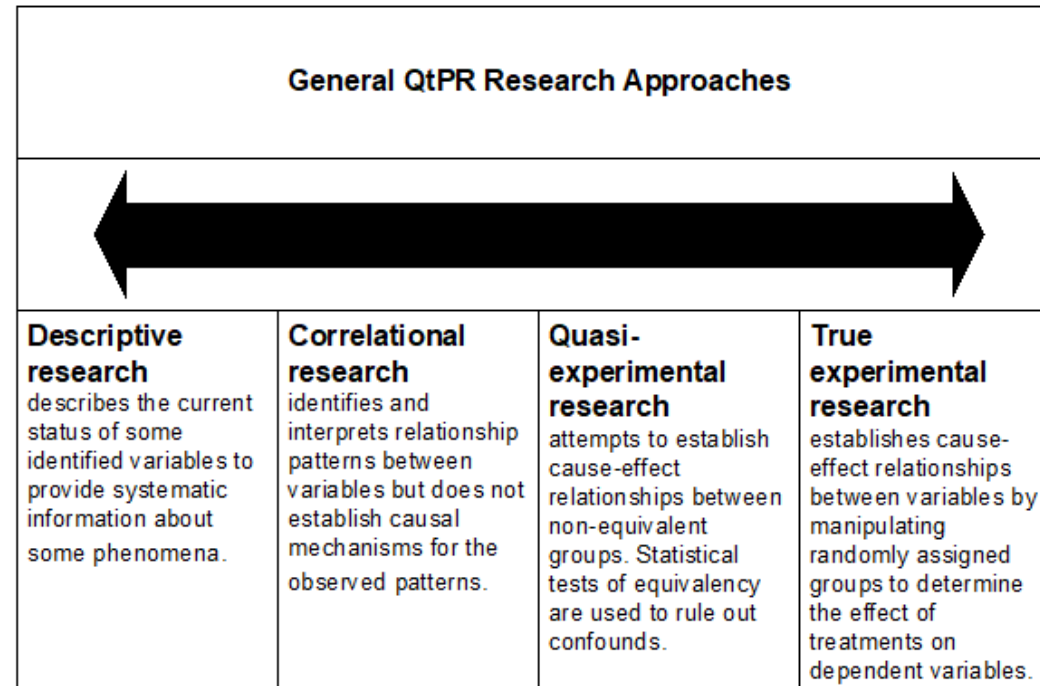 General QtPR Research Approaches
Descriptive
research
describes the current
status of some
identified variables to
provide systematic
information about
some phenomena.
Correlational
research
identifies and
interprets relationship
patterns between
variables but does not
establish causal
mechanisms for the
observed patterns.
Quasi-
experimental
research
attempts to establish
cause-effect
relationships between
non-equivalent
groups. Statistical
tests of equivalency
are used to rule out
confounds.
True
experimental
research
establishes cause-
effect relationships
between variables by
manipulating
randomly assigned
groups to determine
the effect of
treatments on
dependent variables.